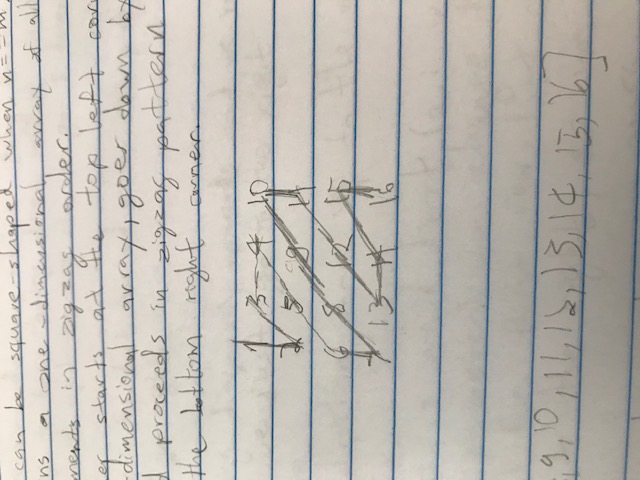 can be square-shaped when n==m
ns a one-dimensional array of all
ments in zigzag order.
er starts at the top left cor
-dimensional array, goes down by
d proceeds in zigzag pattern
the bottom right corner.
1 3 4 10
2 5 9 11
6 8 12 15
7 13 14 16
,9,10,11,12,13,14,15,16]